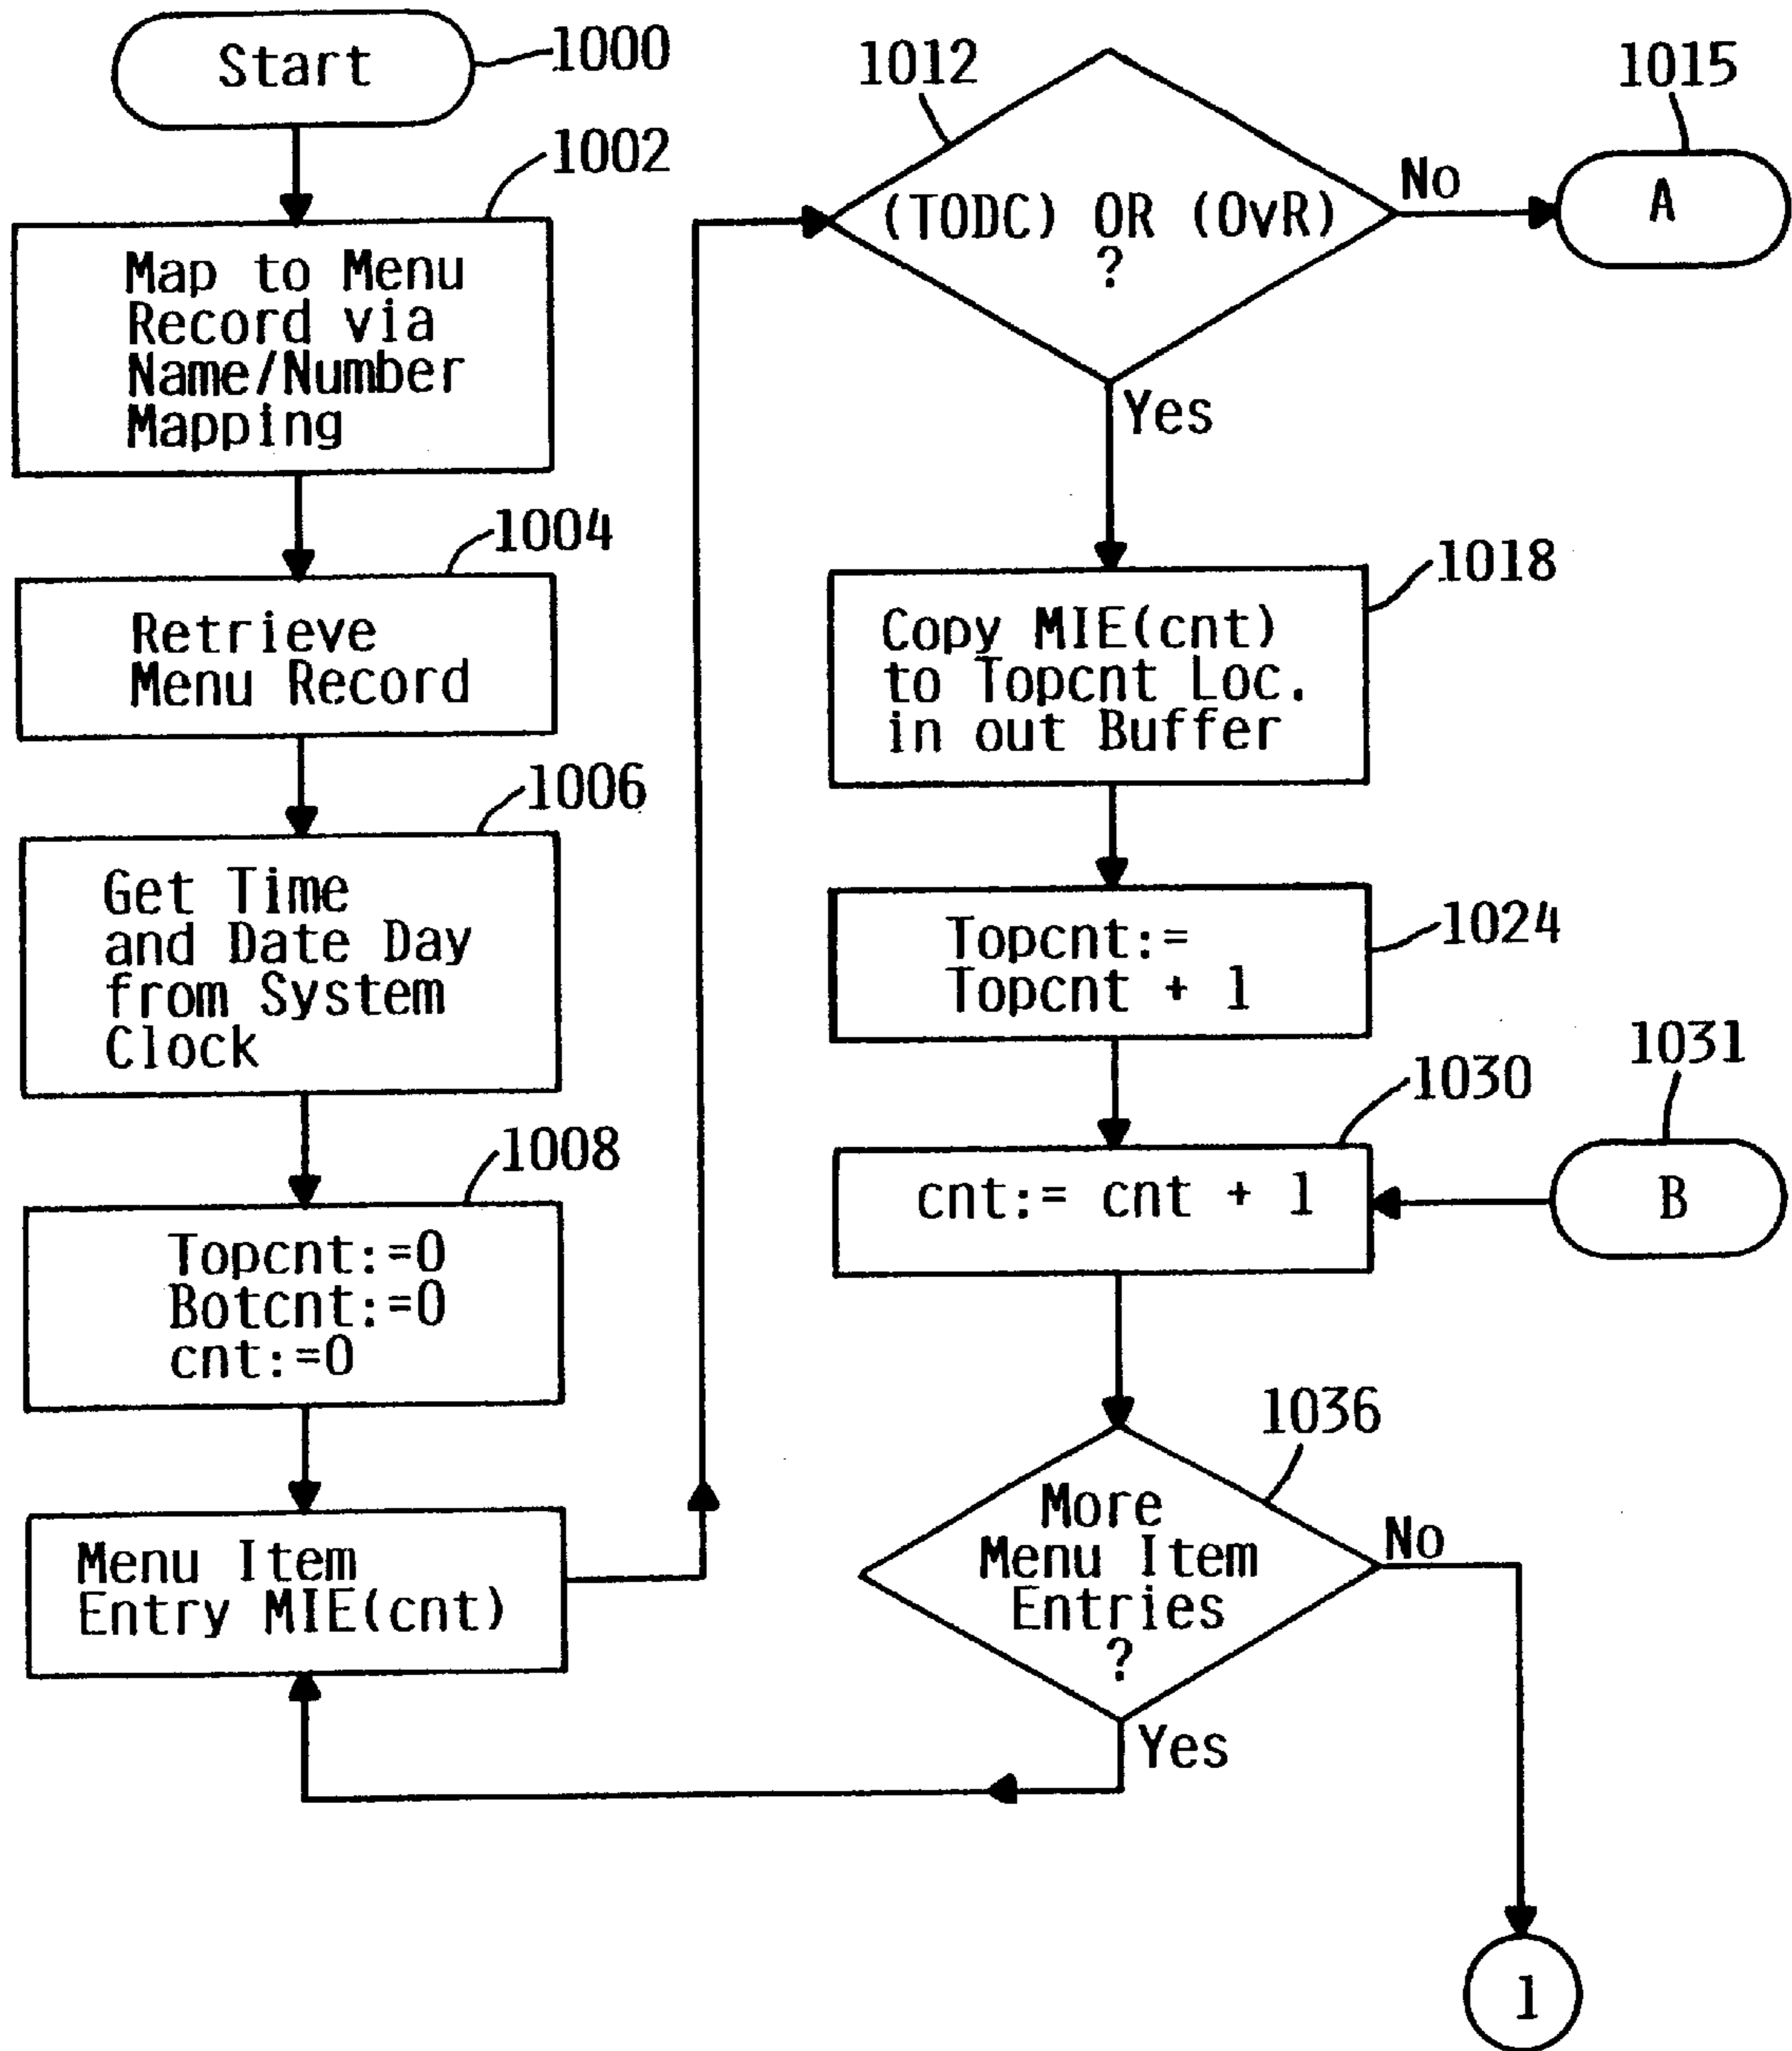 Start
1000
1002
Map to Menu
Record via
Name/Number
Mapping
1004
Retrieve
Menu Record
1006
Get Time
and Date Day
from System
Clock
1008
Topcnt:=0
Botcnt:=0
cnt:=0
Menu Item
Entry MIE(cnt)
1012
(TODC) OR (OvR)
?
No
1015
A
Yes
1018
Copy MIE(cnt)
to Topcnt Loc.
in out Buffer
1024
Topcnt:=
Topcnt + 1
1030
cnt:= cnt + 1
1031
B
1036
More
Menu Item
Entries
?
No
Yes
1